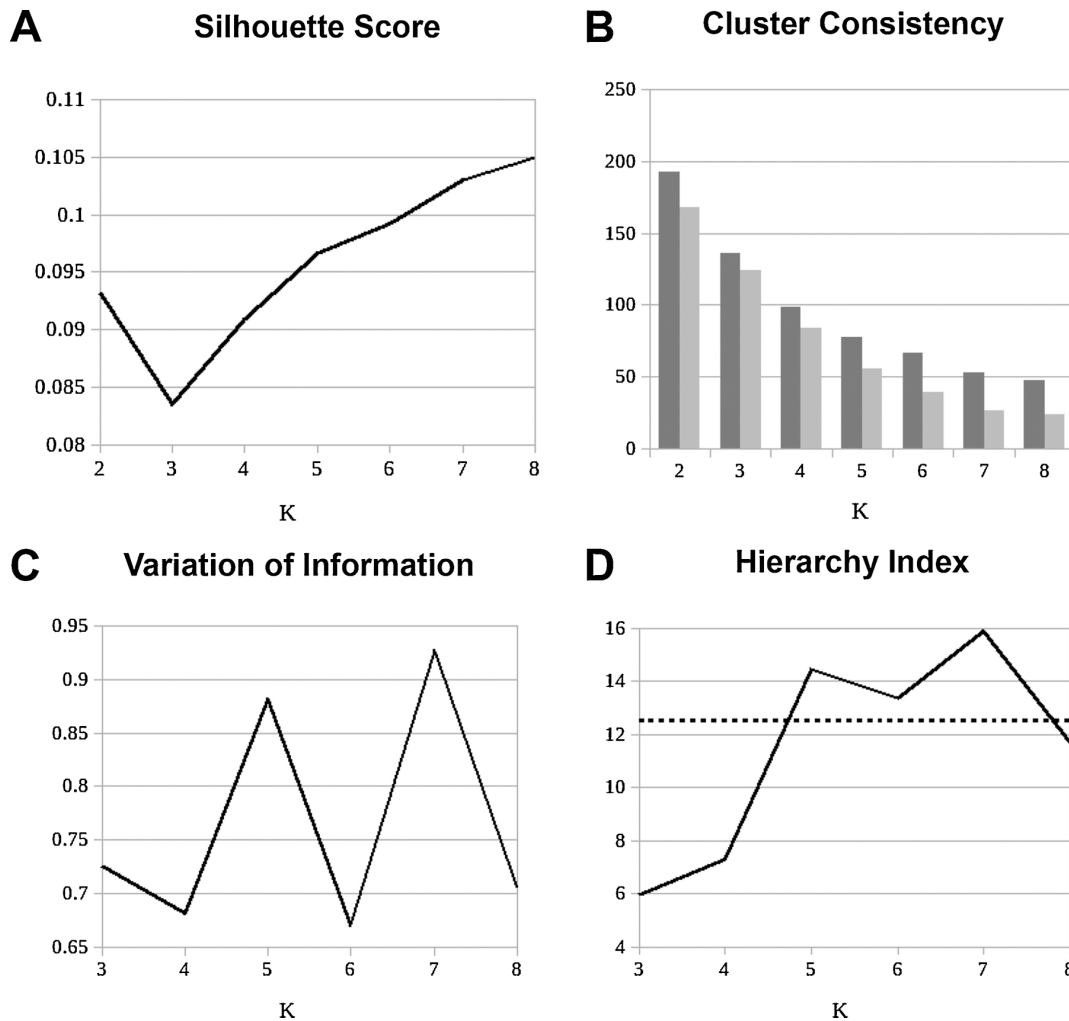 A Silhouette Score
0.11
0.105
0.1
0.095
0.09
0.085
0.08
2 3 4 5 6 7 8
K
B Cluster Consistency
250
200
150
100
50
0
2 3 4 5 6 7 8
K
C Variation of Information
0.95
0.9
0.85
0.8
0.75
0.7
0.65
3 4 5 6 7 8
K
D Hierarchy Index
16
14
12
10
8
6
4
3 4 5 6 7 8
K